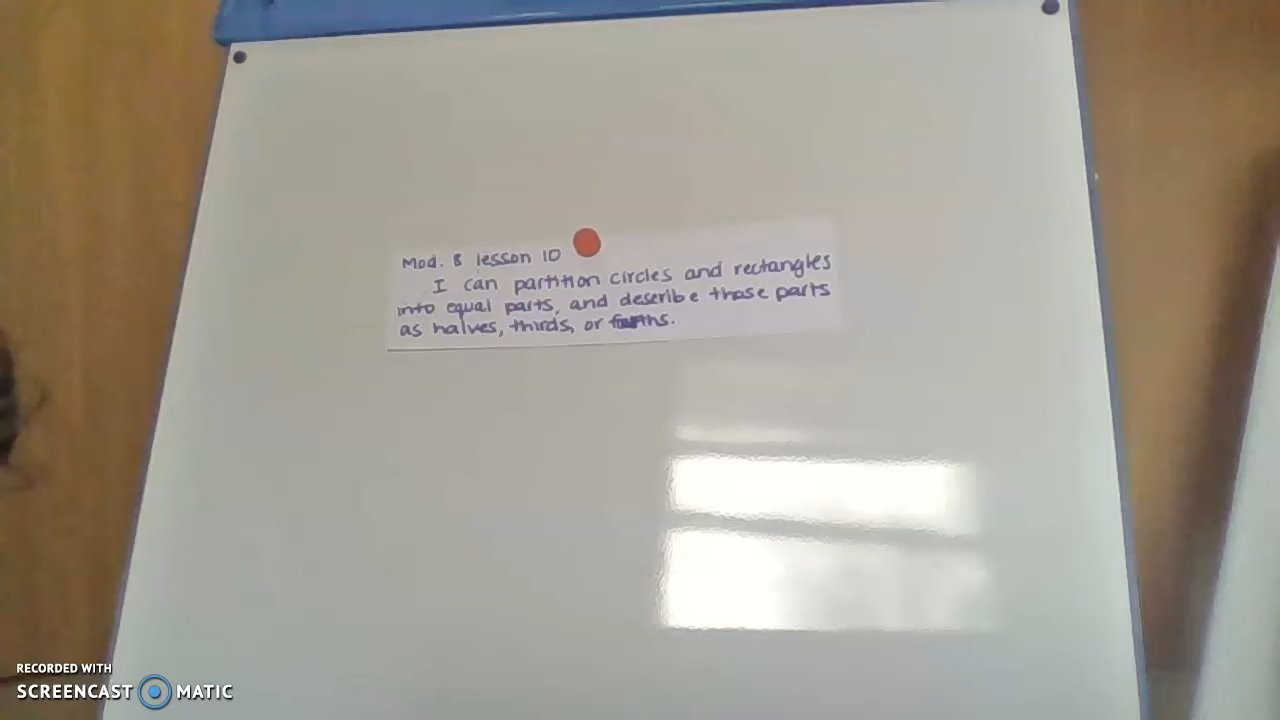 Mod. 8 lesson 10
I can partition circles and rectangles
into equal parts, and describe those parts
as halves, thirds, or fourths.
RECORDED WITH
SCREENCAST MATIC